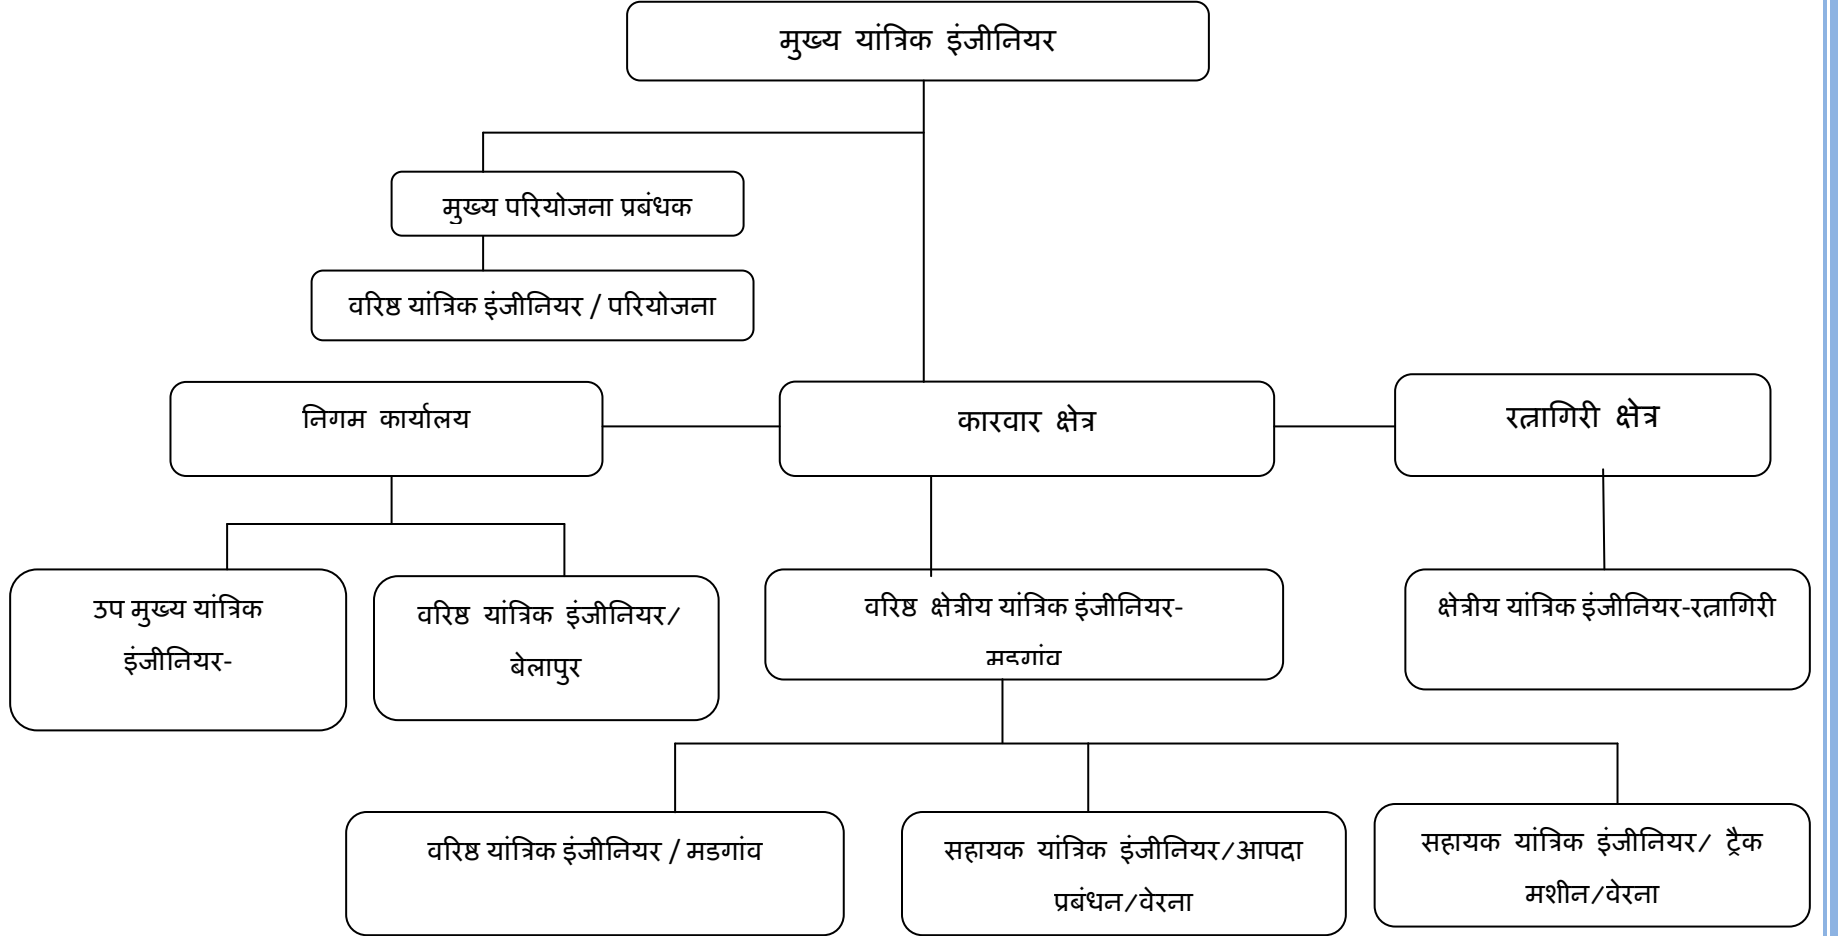 मुख्य यांत्रिक इंजीनियर
मुख्य परियोजना प्रबंधक
वरिष्ठ यांत्रिक इंजीनियर / परियोजना
निगम कार्यालय
कारवार क्षेत्र
रत्नागिरी क्षेत्र
उप मुख्य यांत्रिक
इंजीनियर-
वरिष्ठ यांत्रिक इंजीनियर/
बेलापुर
वरिष्ठ क्षेत्रीय यांत्रिक इंजीनियर-
मडगांव
क्षेत्रीय यांत्रिक इंजीनियर-रत्नागिरी
वरिष्ठ यांत्रिक इंजीनियर / मडगांव
सहायक यांत्रिक इंजीनियर/आपदा
प्रबंधन/वेरना
सहायक यांत्रिक इंजीनियर/ ट्रैक
मशीन/वेरना